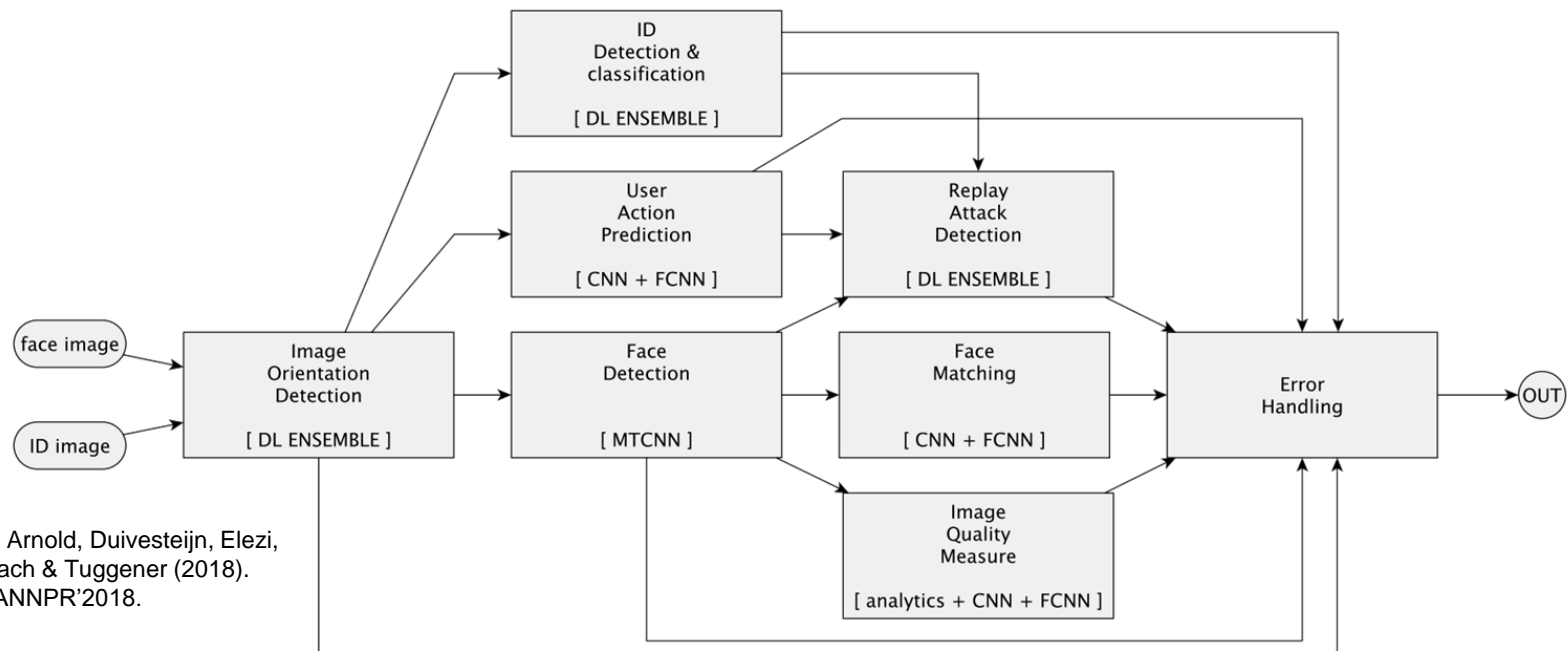 ID
Detection &
classification
[ DL ENSEMBLE ]
User
Action
Prediction
[ CNN + FCNN ]
Replay
Attack
Detection
[ DL ENSEMBLE ]
face image
ID image
Image
Orientation
Detection
[ DL ENSEMBLE ]
Face
Detection
[ MTCNN ]
Face
Matching
[ CNN + FCNN ]
Error
Handling
OUT
Image
Quality
Measure
[ analytics + CNN + FCNN ]
Arnold, Duivesteijn, Elezi,
& Tuggener (2018).
ANNPR’2018.